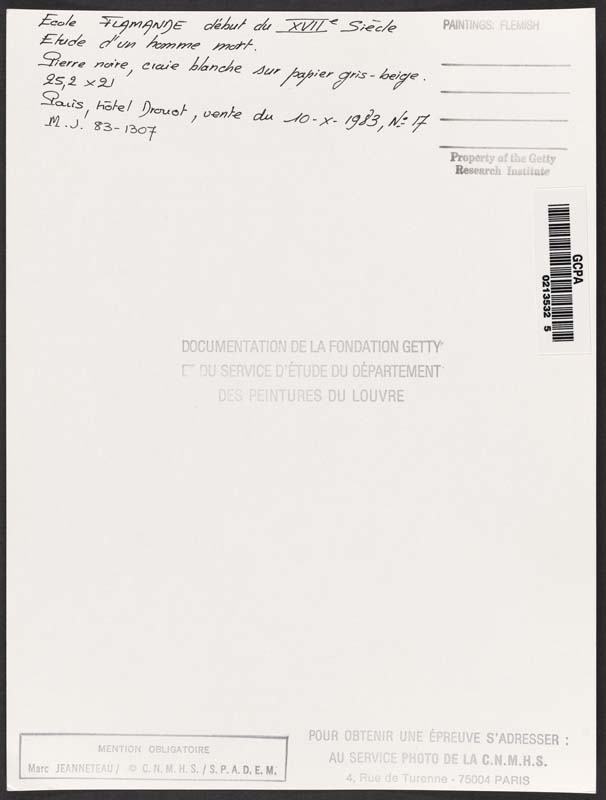 Ecole FLAMANDE début du XVIIe Siècle
Etude d'un homme mort.
Pierre noire, craie blanche sur papier gris-beige.
25,2 x 21
Paris, Hôtel Drouot, vente du 10-X-1983, No 17
M.J. 83-1307
PAINTINGS: FLEMISH
Property of the Getty
Research Institute
GCPA
0213532 5
DOCUMENTATION DE LA FONDATION GETTY
ET DU SERVICE D'ÉTUDE DU DÉPARTEMENT
DES PEINTURES DU LOUVRE
MENTION OBLIGATOIRE
Marc JEANNETEAU / © C.N.M.H.S. / S.P.A.D.E.M.
POUR OBTENIR UNE ÉPREUVE S'ADRESSER :
AU SERVICE PHOTO DE LA C.N.M.H.S.
4, Rue de Turenne - 75004 PARIS